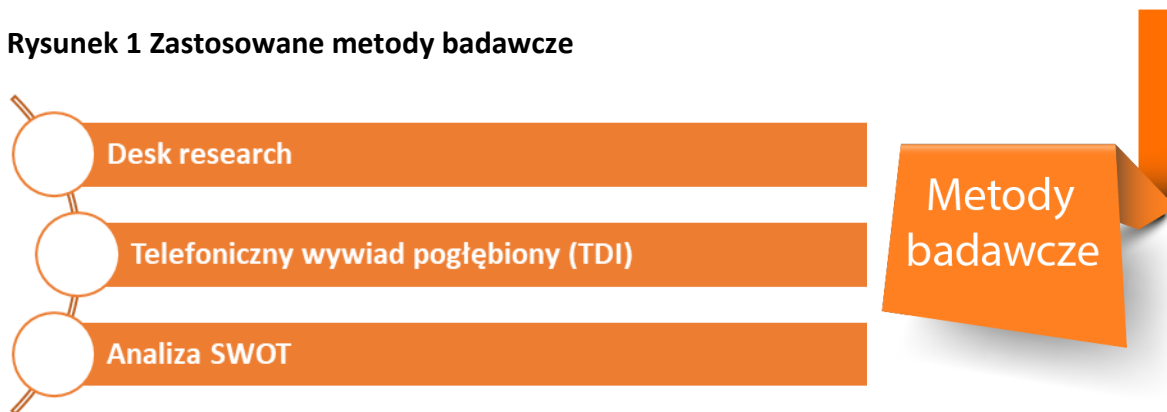 Rysunek 1 Zastosowane metody badawcze
Desk research
Telefoniczny wywiad pogłębiony (TDI)
Analiza SWOT
Metody
badawcze